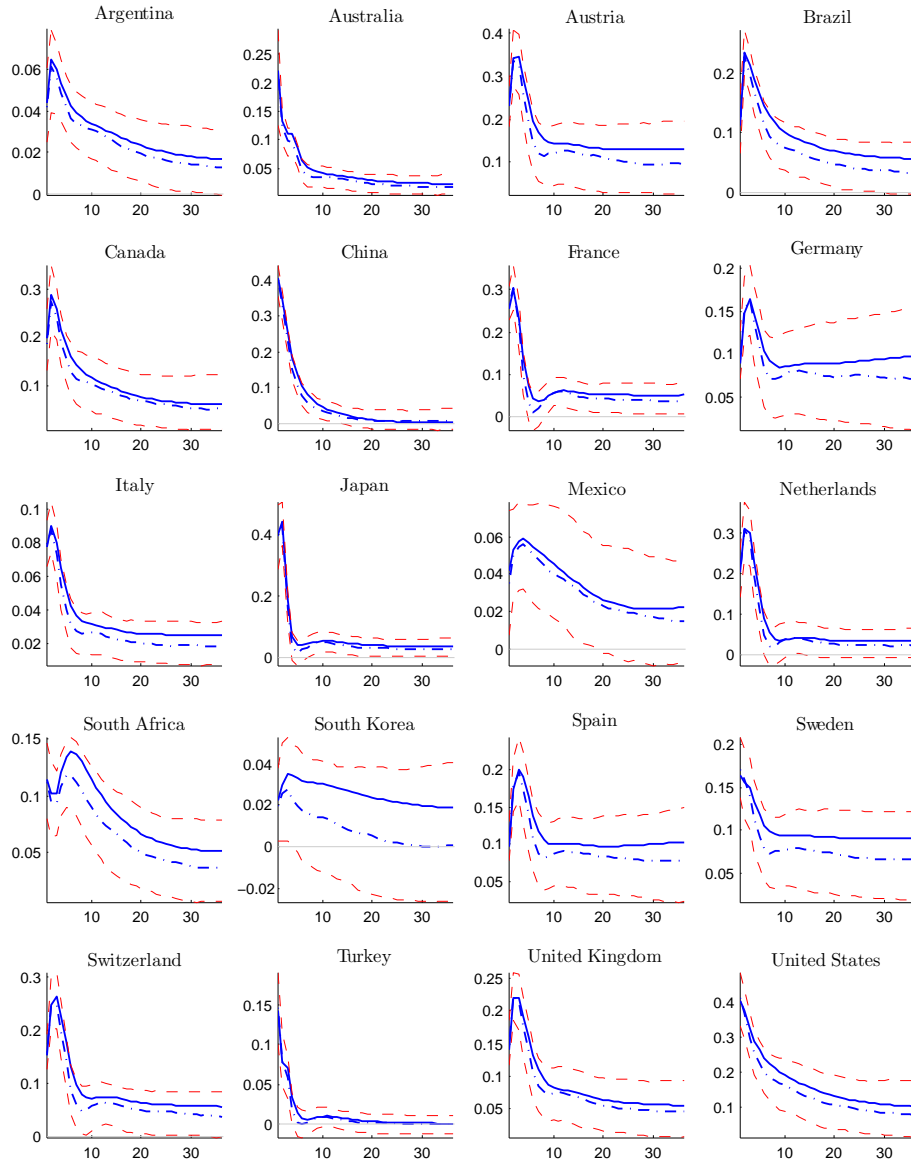 Argentina
0.06
0.04
0.02
0
10 20 30
Australia
0.25
0.2
0.15
0.1
0.05
10 20 30
Austria
0.4
0.3
0.2
0.1
10 20 30
Brazil
0.2
0.1
0
10 20 30
Canada
0.3
0.2
0.1
10 20 30
China
0.4
0.3
0.2
0.1
0
10 20 30
France
0.3
0.2
0.1
0
10 20 30
Germany
0.2
0.15
0.1
0.05
10 20 30
Italy
0.1
0.08
0.06
0.04
0.02
10 20 30
Japan
0.4
0.2
0
10 20 30
Mexico
0.06
0.04
0.02
0
10 20 30
Netherlands
0.3
0.2
0.1
0
10 20 30
South Africa
0.15
0.1
0.05
10 20 30
South Korea
0.04
0.02
0
−0.02
10 20 30
Spain
0.2
0.15
0.1
0.05
10 20 30
Sweden
0.2
0.15
0.1
0.05
10 20 30
Switzerland
0.3
0.2
0.1
0
10 20 30
Turkey
0.15
0.1
0.05
0
10 20 30
United Kingdom
0.25
0.2
0.15
0.1
0.05
10 20 30
United States
0.4
0.3
0.2
0.1
10 20 30